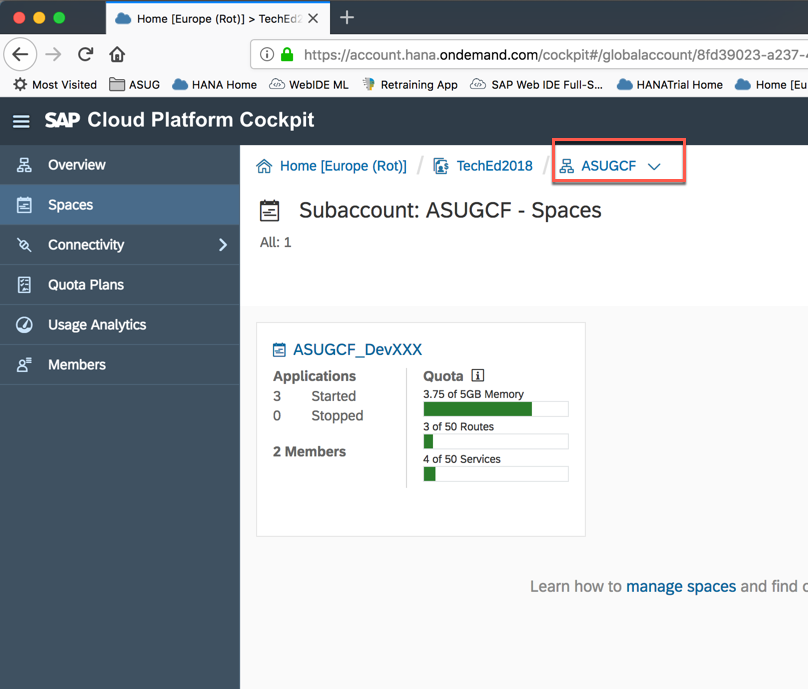 Home [Europe (Rot)] > TechEd2
https://account.hana.ondemand.com/cockpit#/globalaccount/8fd39023-a237-
Most Visited ASUG HANA Home WebIDE ML Retraining App SAP Web IDE Full-S... HANATrial Home Home [Eu
SAP Cloud Platform Cockpit
Overview
Spaces
Connectivity
Quota Plans
Usage Analytics
Members
Home [Europe (Rot)] / TechEd2018 / ASUGCF
Subaccount: ASUGCF - Spaces
All: 1
ASUGCF_DevXXX
Applications
3 Started
0 Stopped
2 Members
Quota
3.75 of 5GB Memory
3 of 50 Routes
4 of 50 Services
Learn how to manage spaces and find